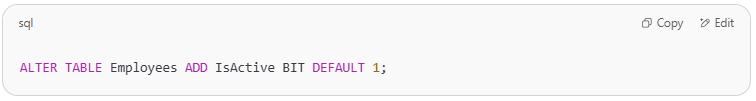 sql
Copy
Edit
ALTER TABLE Employees ADD IsActive BIT DEFAULT 1;